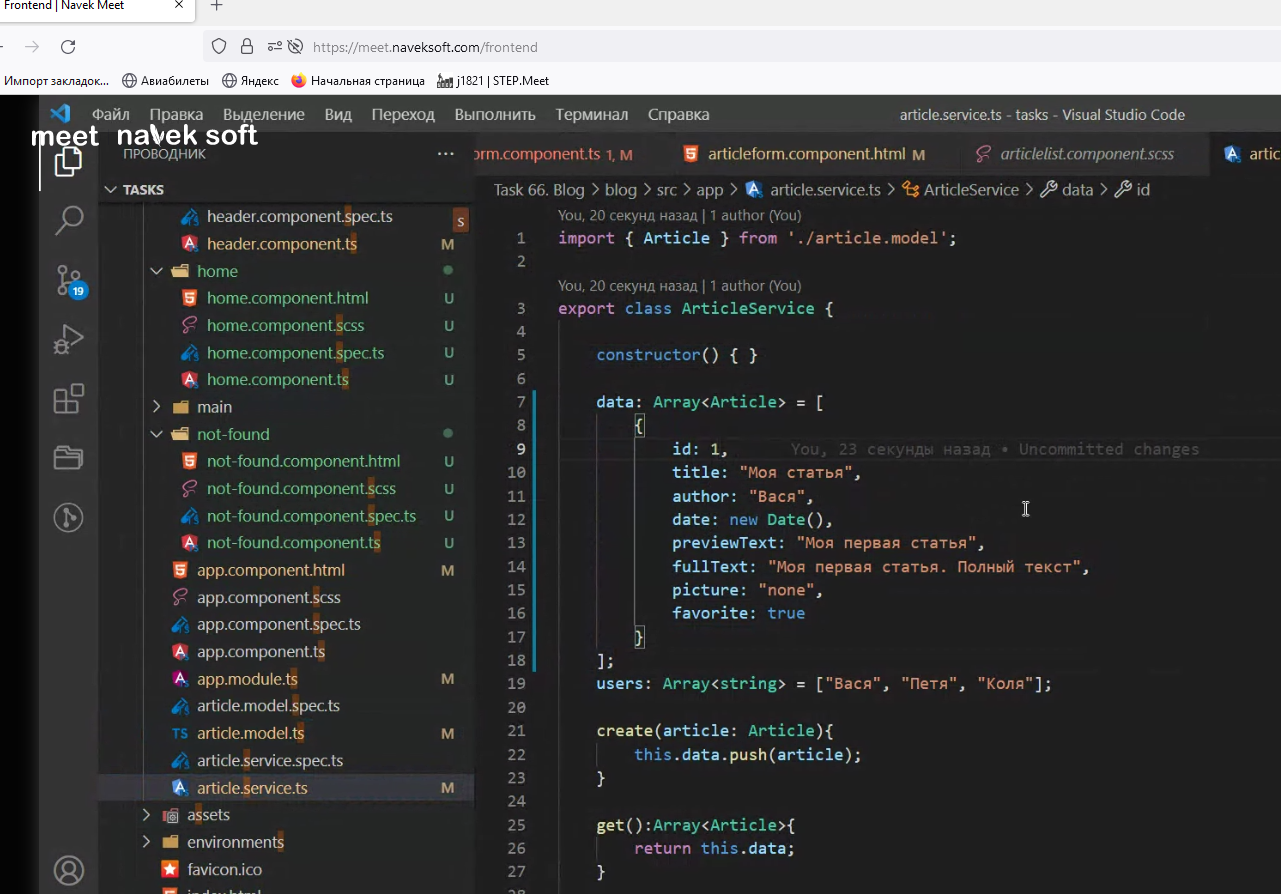 Frontend | Navek Meet
https://meet.naveksoft.com/frontend
Импорт закладок... Авиабилеты Яндекс Начальная страница j1821 | STEP.Meet
Файл Правка Выделение Вид Переход Выполнить Терминал Справка article.service.ts - tasks - Visual Studio Code
meet navek soft
ПРОВОДНИК
orm.component.ts 1, M articleform.component.html M articlelist.component.scss artic
TASKS
Task 66. Blog > blog > src > app > article.service.ts > ArticleService > data > id
header.component.spec.ts
S
header.component.ts M
home
home.component.html U
home.component.scss U
home.component.spec.ts U
home.component.ts U
main
not-found
not-found.component.html U
not-found.component.scss U
not-found.component.spec.ts U
not-found.component.ts U
app.component.html M
app.component.scss
app.component.spec.ts
app.component.ts
app.module.ts M
article.model.spec.ts
TS article.model.ts M
article.service.spec.ts
article.service.ts M
assets
environments
favicon.ico
index.html
19
You, 20 секунд назад | 1 author (You)
1 import { Article } from './article.model';
2
You, 20 секунд назад | 1 author (You)
3 export class ArticleService {
4
5 constructor() { }
6
7 data: Array<Article> = [
8 {
9 id: 1, You, 23 секунды назад • Uncommitted changes
10 title: "Моя статья",
11 author: "Вася",
12 date: new Date(),
13 previewText: "Моя первая статья",
14 fullText: "Моя первая статья. Полный текст",
15 picture: "none",
16 favorite: true
17 }
18 ];
19 users: Array<string> = ["Вася", "Петя", "Коля"];
20
21 create(article: Article){
22 this.data.push(article);
23 }
24
25 get():Array<Article>{
26 return this.data;
27 }
28